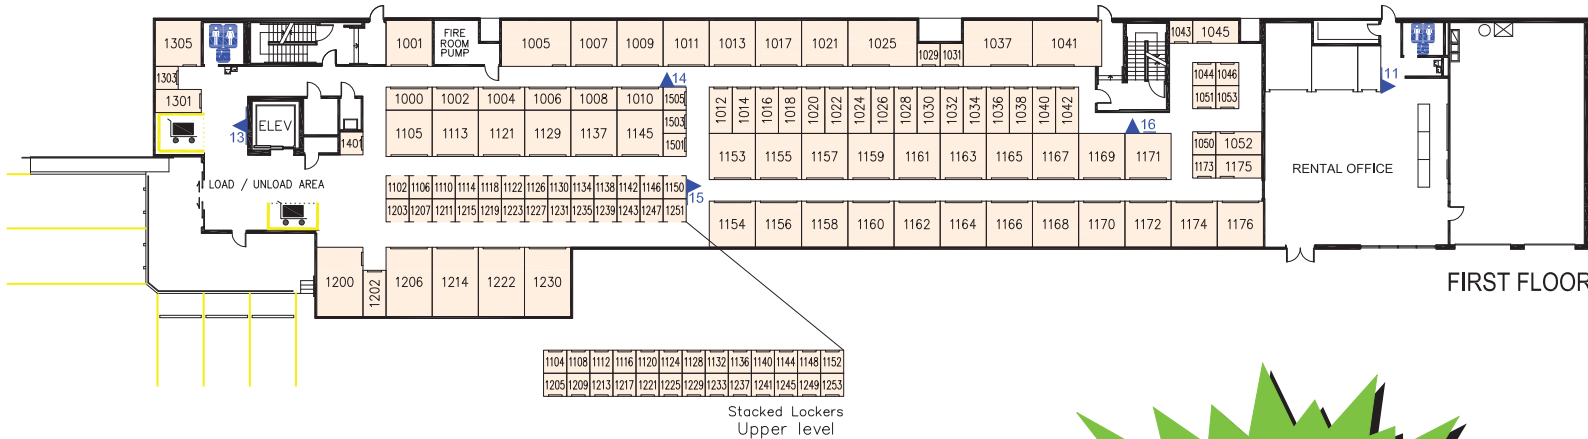 1305 1001 FIRE ROOM PUMP 1005 1007 1009 1011 1013 1017 1021 1025 1029 1031 1037 1041 1043 1045
1303
14
11
1044 1046
1301 1000 1002 1004 1006 1008 1010 1505 1012 1014 1016 1018 1020 1022 1024 1026 1028 1030 1032 1034 1036 1038 1040 1042 1051 1053
13 ELEV 1503 16
1401 1105 1113 1121 1129 1137 1145 1501 1050 1052
1153 1155 1157 1159 1161 1163 1165 1167 1169 1171 1173 1175 RENTAL OFFICE
LOAD / UNLOAD AREA 1102 1106 1110 1114 1118 1122 1126 1130 1134 1138 1142 1146 1150
15
1203 1207 1211 1215 1219 1223 1227 1231 1235 1239 1243 1247 1251
1154 1156 1158 1160 1162 1164 1166 1168 1170 1172 1174 1176
1200 1202 1206 1214 1222 1230
FIRST FLOOR
1104 1108 1112 1116 1120 1124 1128 1132 1136 1140 1144 1148 1152
1205 1209 1213 1217 1221 1225 1229 1233 1237 1241 1245 1249 1253
Stacked Lockers
Upper level